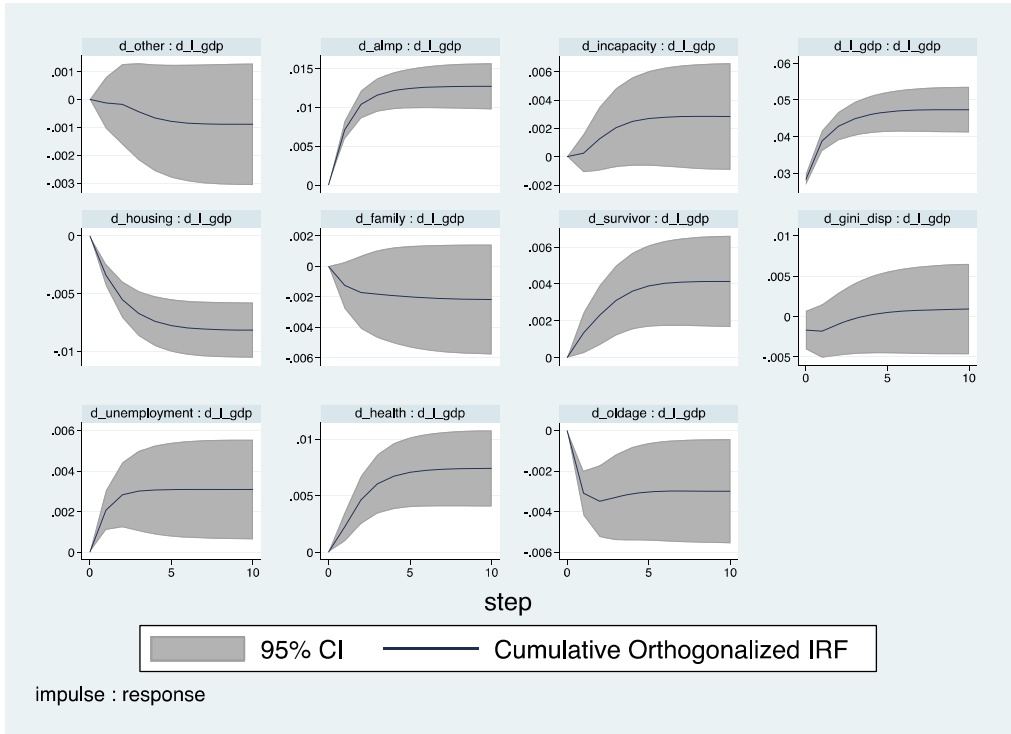 d_other : d_l_gdp
.001
0
-.001
-.002
-.003
d_almp : d_l_gdp
.015
.01
.005
0
d_incapacity : d_l_gdp
.006
.004
.002
0
-.002
d_l_gdp : d_l_gdp
.06
.05
.04
.03
d_housing : d_l_gdp
0
-.005
-.01
d_family : d_l_gdp
.002
0
-.002
-.004
-.006
d_survivor : d_l_gdp
.006
.004
.002
0
d_gini_disp : d_l_gdp
.01
.005
0
-.005
0 5 10
d_unemployment : d_l_gdp
.006
.004
.002
0
0 5 10
d_health : d_l_gdp
.01
.005
0
0 5 10
d_oldage : d_l_gdp
0
-.002
-.004
-.006
0 5 10
step
95% CI Cumulative Orthogonalized IRF
impulse : response